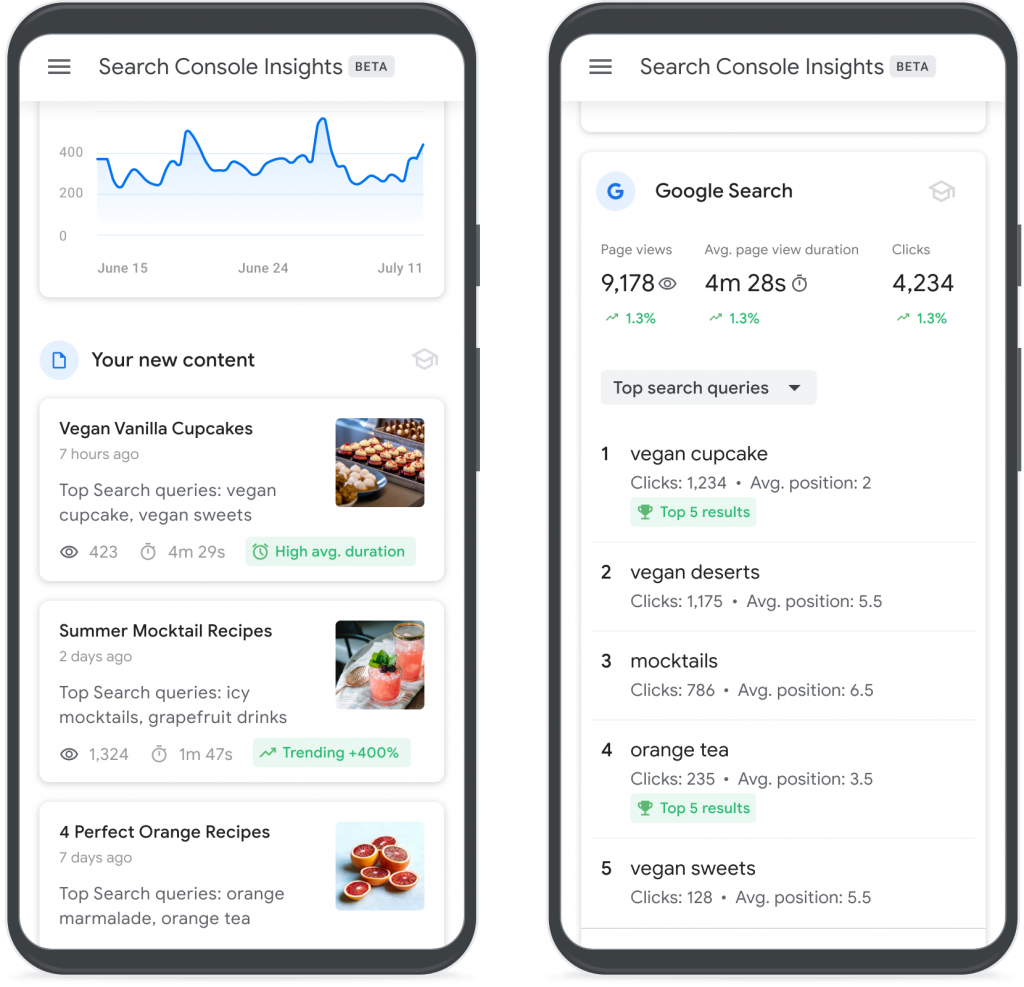 Search Console Insights BETA
400
200
0
June 15 June 24 July 11
Your new content
Vegan Vanilla Cupcakes
7 hours ago
Top Search queries: vegan
cupcake, vegan sweets
423 4m 29s High avg. duration
Summer Mocktail Recipes
2 days ago
Top Search queries: icy
mocktails, grapefruit drinks
1,324 1m 47s Trending +400%
4 Perfect Orange Recipes
7 days ago
Top Search queries: orange
marmalade, orange tea
Search Console Insights BETA
G Google Search
Page views Avg. page view duration Clicks
9,178 4m 28s 4,234
1.3% 1.3% 1.3%
Top search queries
1 vegan cupcake
Clicks: 1,234 • Avg. position: 2
Top 5 results
2 vegan deserts
Clicks: 1,175 • Avg. position: 5.5
3 mocktails
Clicks: 786 • Avg. position: 6.5
4 orange tea
Clicks: 235 • Avg. position: 3.5
Top 5 results
5 vegan sweets
Clicks: 128 • Avg. position: 5.5